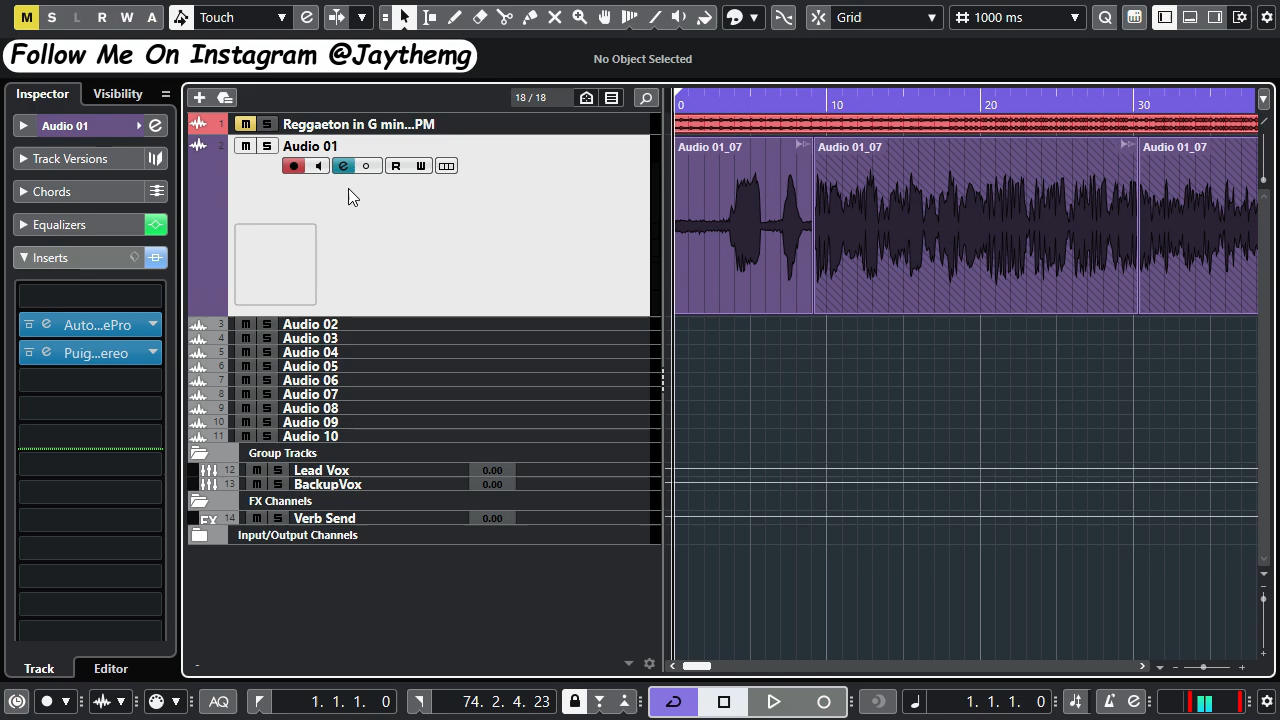 M S L R W A Touch Grid 1000 ms Q
Follow Me On Instagram @Jaythemg
No Object Selected
Inspector Visibility
18 / 18
0 10 20 30
Audio 01
Track Versions
Chords
Equalizers
Inserts
Auto...ePro
Puig...ereo
1 m S Reggaeton in G min...PM
2 m S Audio 01
R W
Audio 01_07 Audio 01_07 Audio 01_07
3 m S Audio 02
4 m S Audio 03
5 m S Audio 04
6 m S Audio 05
7 m S Audio 06
8 m S Audio 07
9 m S Audio 08
10 m S Audio 09
11 m S Audio 10
Group Tracks
12 m S Lead Vox 0.00
13 m S BackupVox 0.00
FX Channels
FX 14 m S Verb Send 0.00
Input/Output Channels
Track Editor
AQ 1. 1. 1. 0 74. 2. 4. 23 1. 1. 1. 0